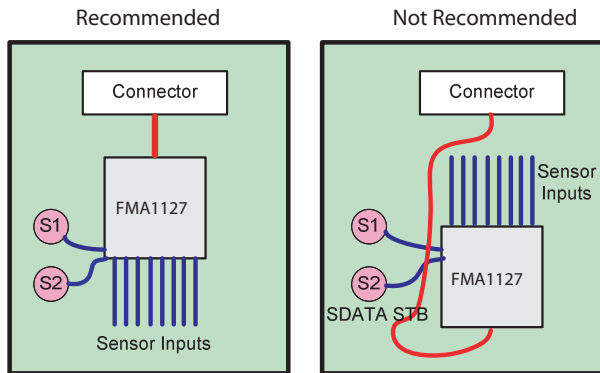 Recommended
Connector
FMA1127
S1
S2
Sensor Inputs
Not Recommended
Connector
Sensor
Inputs
S1
S2
FMA1127
SDATA STB